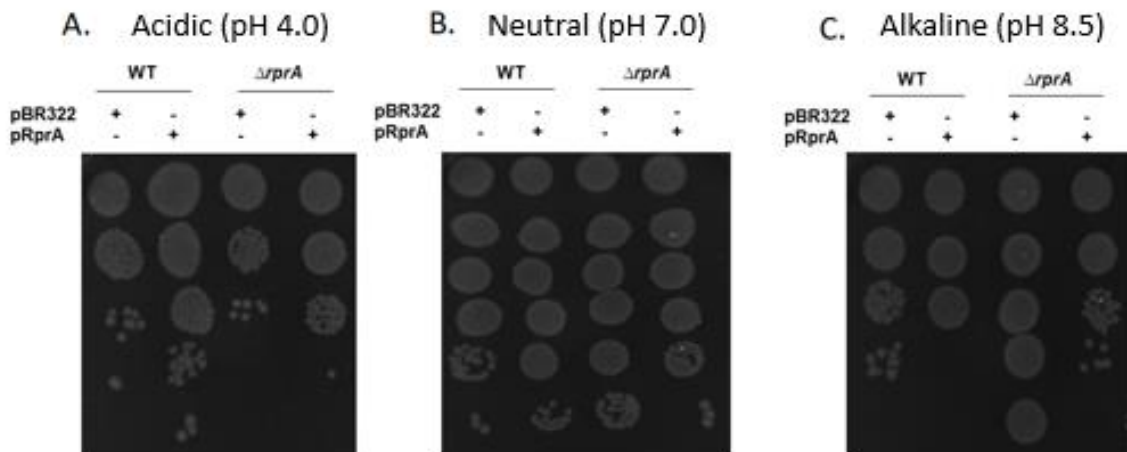 A. Acidic (pH 4.0)
WT ΔrprA
pBR322 + - + -
pRprA - + - +
B. Neutral (pH 7.0)
WT ΔrprA
pBR322 + - + -
pRprA - + - +
C. Alkaline (pH 8.5)
WT ΔrprA
pBR322 + - + -
pRprA - + - +